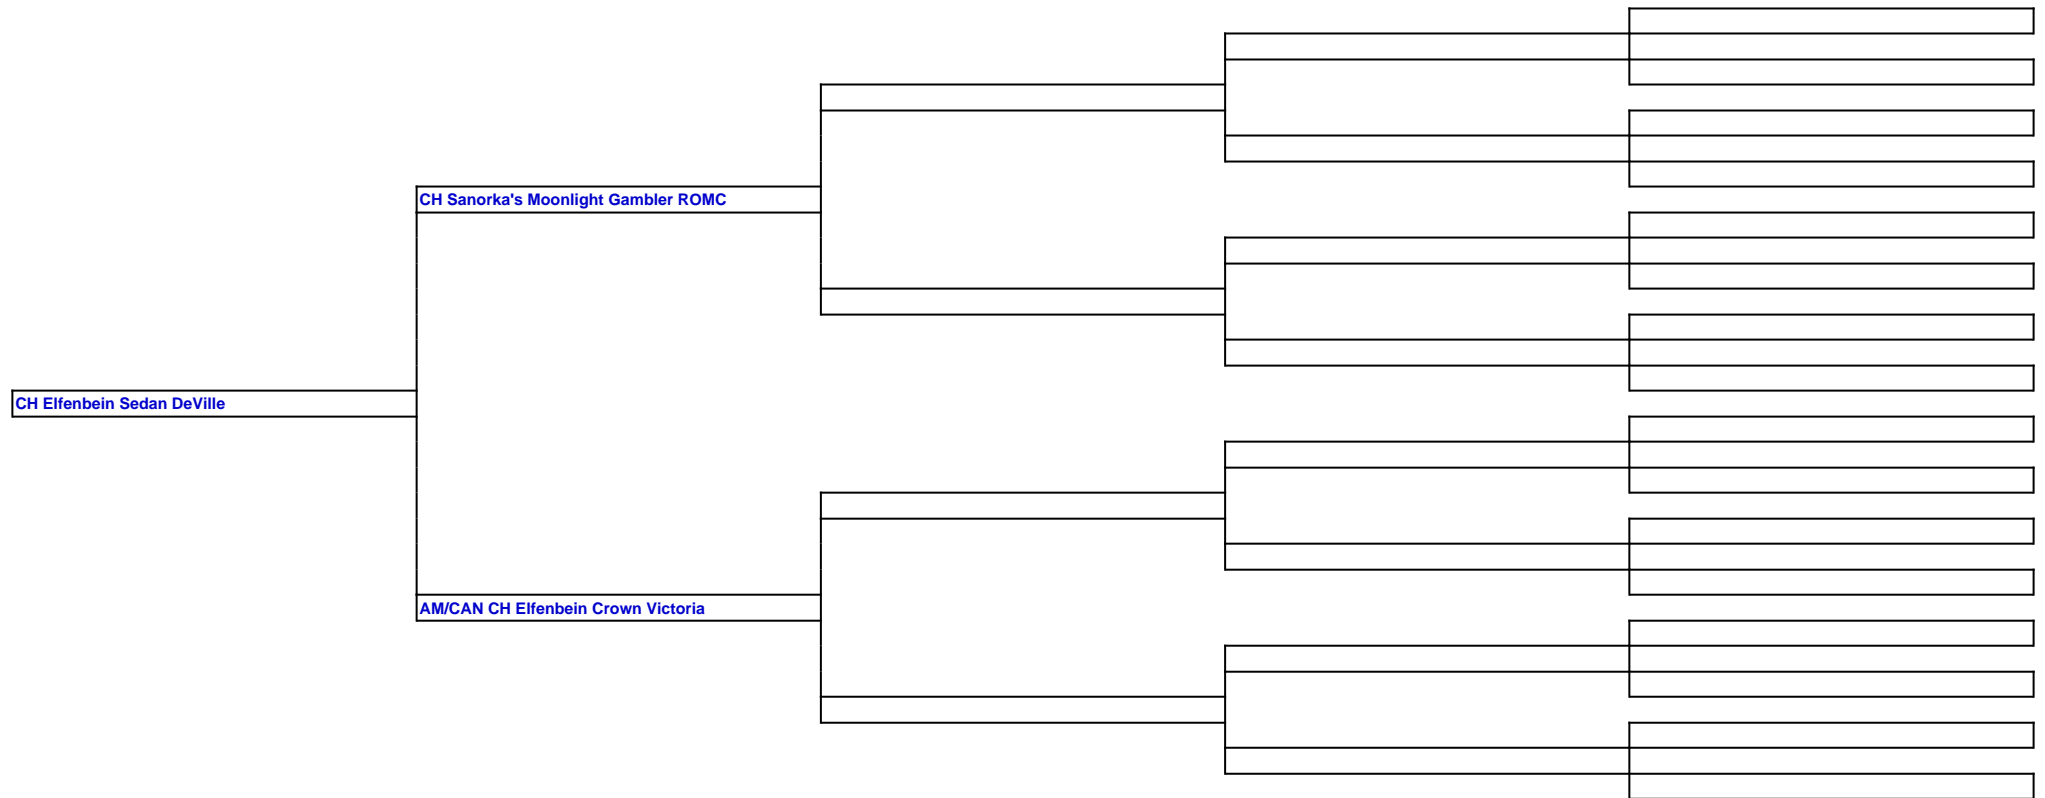 CH Sanorka's Moonlight Gambler ROMC
CH Elfenbein Sedan DeVille
AM/CAN CH Elfenbein Crown Victoria